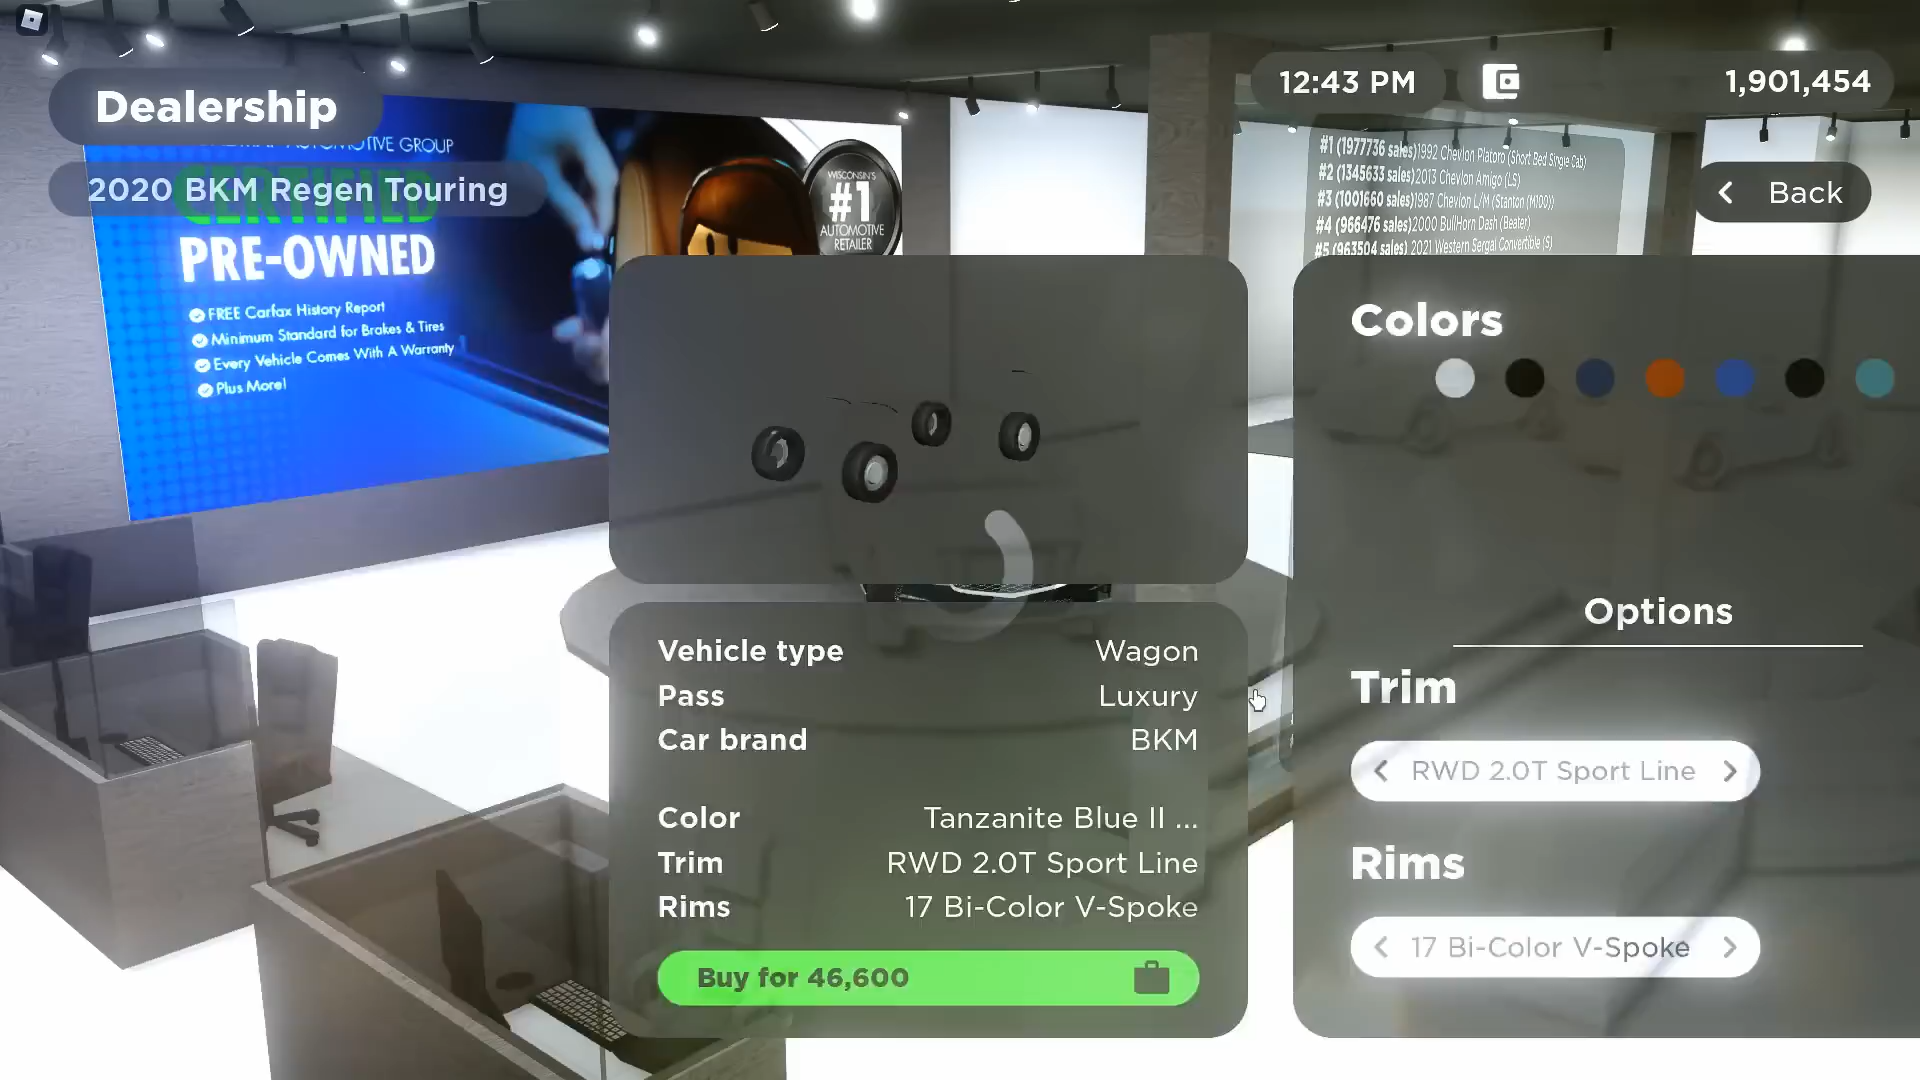 Dealership
12:43 PM
1,901,454
AUTOMOTIVE GROUP
2020 BKM Regen Touring
CERTIFIED
PRE-OWNED
FREE Carfax History Report
Minimum Standard for Brakes & Tires
Every Vehicle Comes With A Warranty
Plus More!
WISCONSIN'S
#1
AUTOMOTIVE
RETAILER
#1 (1977736 sales)1992 Chevlon Platoro (Short Bed Single Cab)
#2 (1345633 sales)2013 Chevlon Amigo (LS)
#3 (1001660 sales)1987 Chevlon L/M (Stanton (M100))
#4 (966476 sales)2000 BullHorn Dash (Beater)
#5 (963504 sales) 2021 Western Sergal Convertible (S)
Back
Colors
Options
Trim
RWD 2.0T Sport Line
Rims
17 Bi-Color V-Spoke
Vehicle type Wagon
Pass Luxury
Car brand BKM
Color Tanzanite Blue II ...
Trim RWD 2.0T Sport Line
Rims 17 Bi-Color V-Spoke
Buy for 46,600